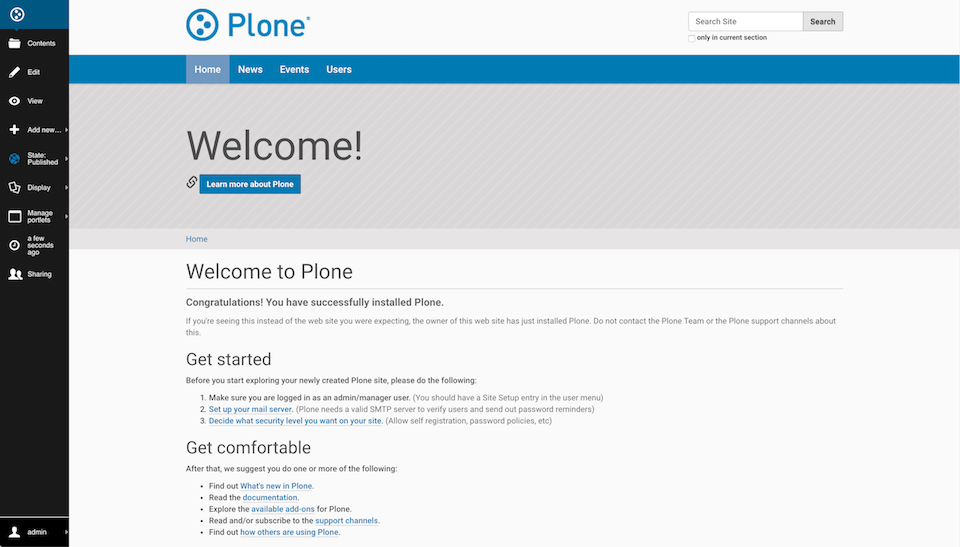 Plone®
Search Site
Search
only in current section
Contents
Edit
View
Add new...
State:
Published
Display
Manage
portlets
a few
seconds
ago
Sharing
admin
Home News Events Users
Welcome!
Learn more about Plone
Home
Welcome to Plone
Congratulations! You have successfully installed Plone.
If you're seeing this instead of the web site you were expecting, the owner of this web site has just installed Plone. Do not contact the Plone Team or the Plone support channels about
this.
Get started
Before you start exploring your newly created Plone site, please do the following:
1. Make sure you are logged in as an admin/manager user. (You should have a Site Setup entry in the user menu)
2. Set up your mail server. (Plone needs a valid SMTP server to verify users and send out password reminders)
3. Decide what security level you want on your site. (Allow self registration, password policies, etc)
Get comfortable
After that, we suggest you do one or more of the following:
• Find out What's new in Plone.
• Read the documentation.
• Explore the available add-ons for Plone.
• Read and/or subscribe to the support channels.
• Find out how others are using Plone.